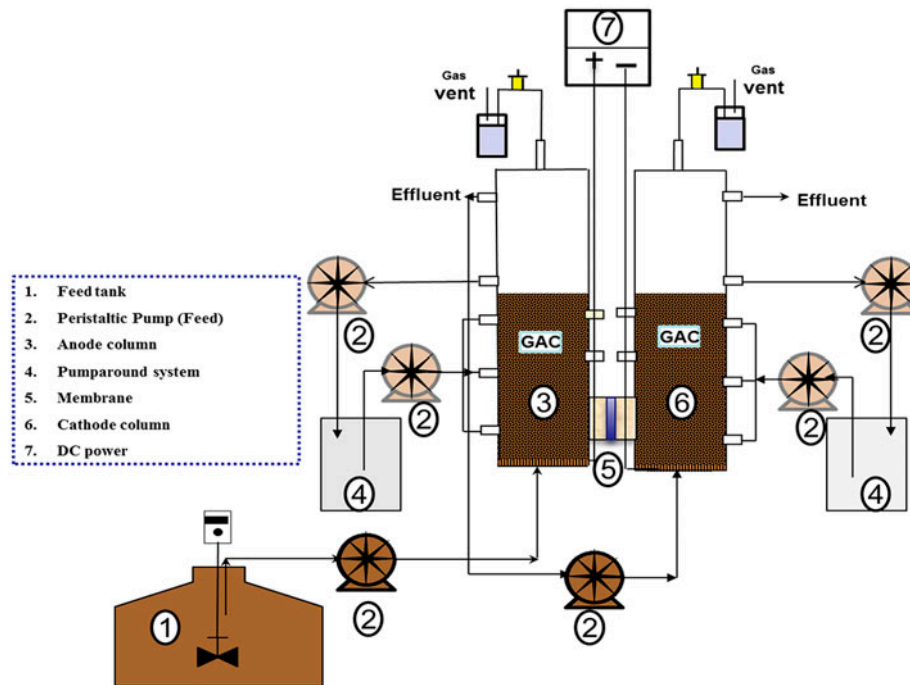 7
+ −
Gas
vent
Gas
vent
Effluent
Effluent
1. Feed tank
2. Peristaltic Pump (Feed)
3. Anode column
4. Pumparound system
5. Membrane
6. Cathode column
7. DC power
2
2
GAC
GAC
3
6
2
2
4
5
4
1
2
2